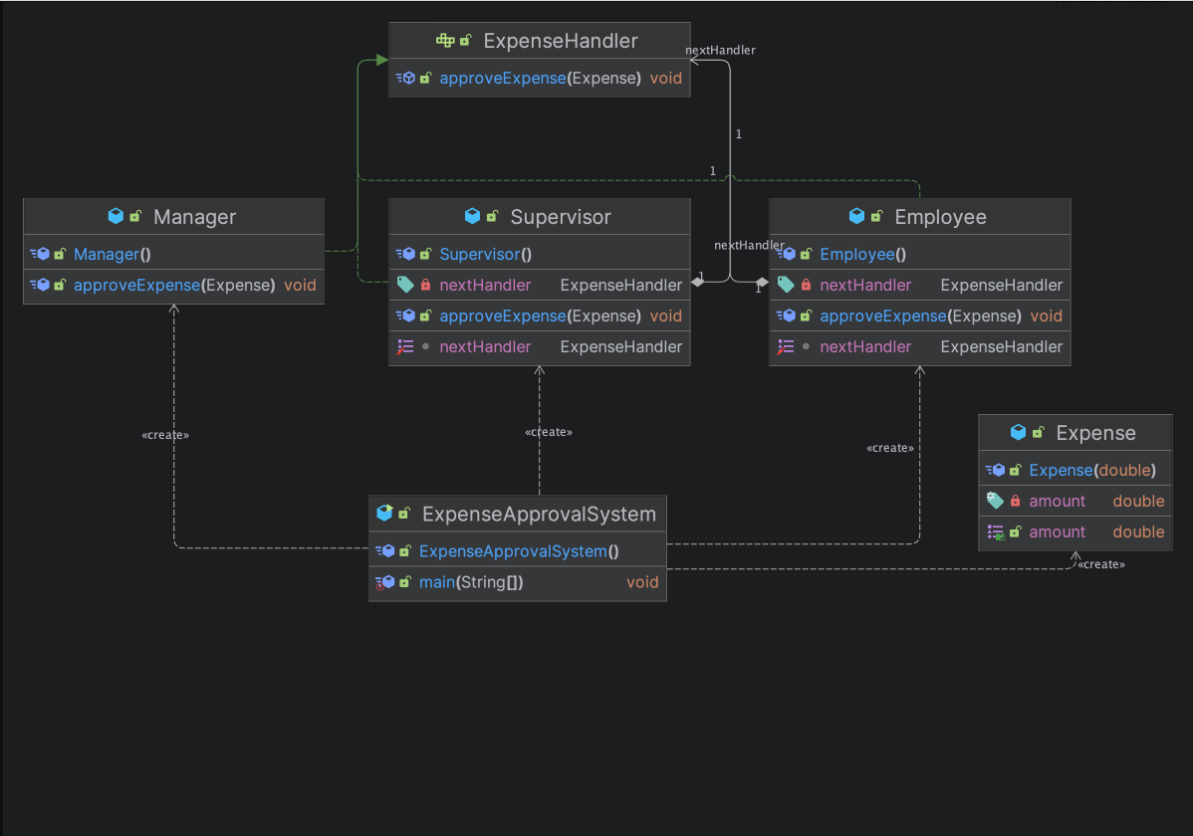 ExpenseHandler
nextHandler
approveExpense(Expense) void
1
1
Manager
Manager()
approveExpense(Expense) void
Supervisor
Supervisor()
nextHandler ExpenseHandler
approveExpense(Expense) void
nextHandler ExpenseHandler
1
nextHandler
1
Employee
Employee()
nextHandler ExpenseHandler
approveExpense(Expense) void
nextHandler ExpenseHandler
«create»
«create»
«create»
Expense
Expense(double)
amount double
amount double
«create»
ExpenseApprovalSystem
ExpenseApprovalSystem()
main(String[]) void